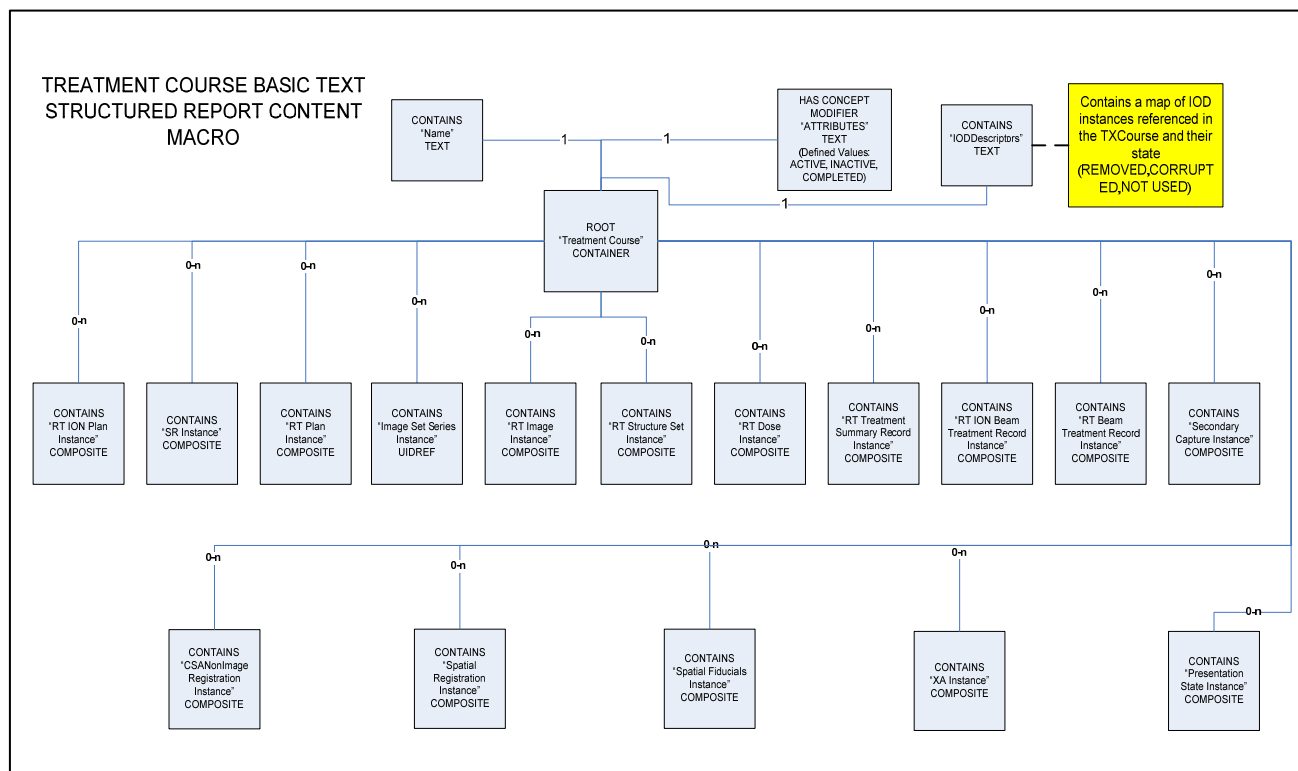 TREATMENT COURSE BASIC TEXT
STRUCTURED REPORT CONTENT
MACRO
CONTAINS
"Name"
TEXT
1
1
HAS CONCEPT
MODIFIER
"ATTRIBUTES"
TEXT
(Defined Values:
ACTIVE, INACTIVE,
COMPLETED)
CONTAINS
"IODDescriptors"
TEXT
Contains a map of IOD
instances referenced in
the TXCourse and their
state
(REMOVED,CORRUPT
ED,NOT USED)
1
ROOT
"Treatment Course"
CONTAINER
0-n
0-n
0-n
0-n
0-n
0-n
0-n
0-n
0-n
0-n
0-n
CONTAINS
"RT ION Plan
Instance"
COMPOSITE
CONTAINS
"SR Instance"
COMPOSITE
CONTAINS
"RT Plan
Instance"
COMPOSITE
CONTAINS
"Image Set Series
Instance"
UIDREF
CONTAINS
"RT Image
Instance"
COMPOSITE
CONTAINS
"RT Structure Set
Instance"
COMPOSITE
CONTAINS
"RT Dose
Instance"
COMPOSITE
CONTAINS
"RT Treatment
Summary Record
Instance"
COMPOSITE
CONTAINS
"RT ION Beam
Treatment Record
Instance"
COMPOSITE
CONTAINS
"RT Beam
Treatment Record
Instance"
COMPOSITE
CONTAINS
"Secondary
Capture Instance"
COMPOSITE
0-n
0-n
0-n
0-n
0-n
CONTAINS
"CSANonImage
Registration
Instance"
COMPOSITE
CONTAINS
"Spatial
Registration
Instance"
COMPOSITE
CONTAINS
"Spatial Fiducials
Instance"
COMPOSITE
CONTAINS
"XA Instance"
COMPOSITE
CONTAINS
"Presentation
State Instance"
COMPOSITE